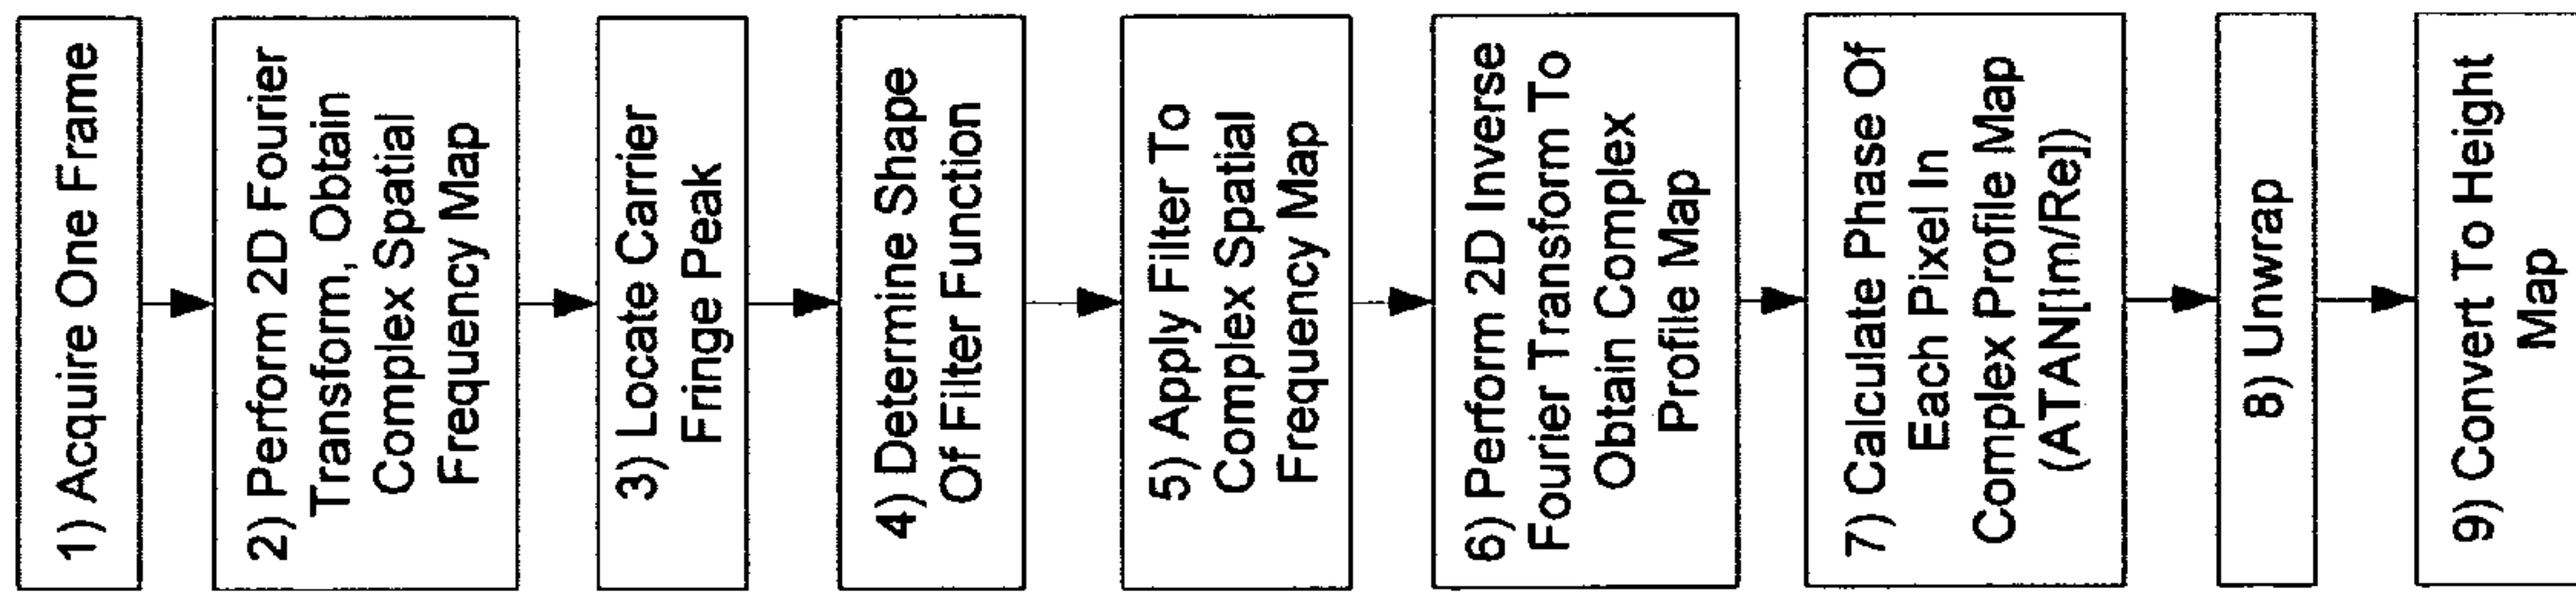 1) Acquire One Frame
2) Perform 2D Fourier
Transform, Obtain
Complex Spatial
Frequency Map
3) Locate Carrier
Fringe Peak
4) Determine Shape
Of Filter Function
5) Apply Filter To
Complex Spatial
Frequency Map
6) Perform 2D Inverse
Fourier Transform To
Obtain Complex
Profile Map
7) Calculate Phase Of
Each Pixel In
Complex Profile Map
(ATAN[Im/Re])
8) Unwrap
9) Convert To Height
Map